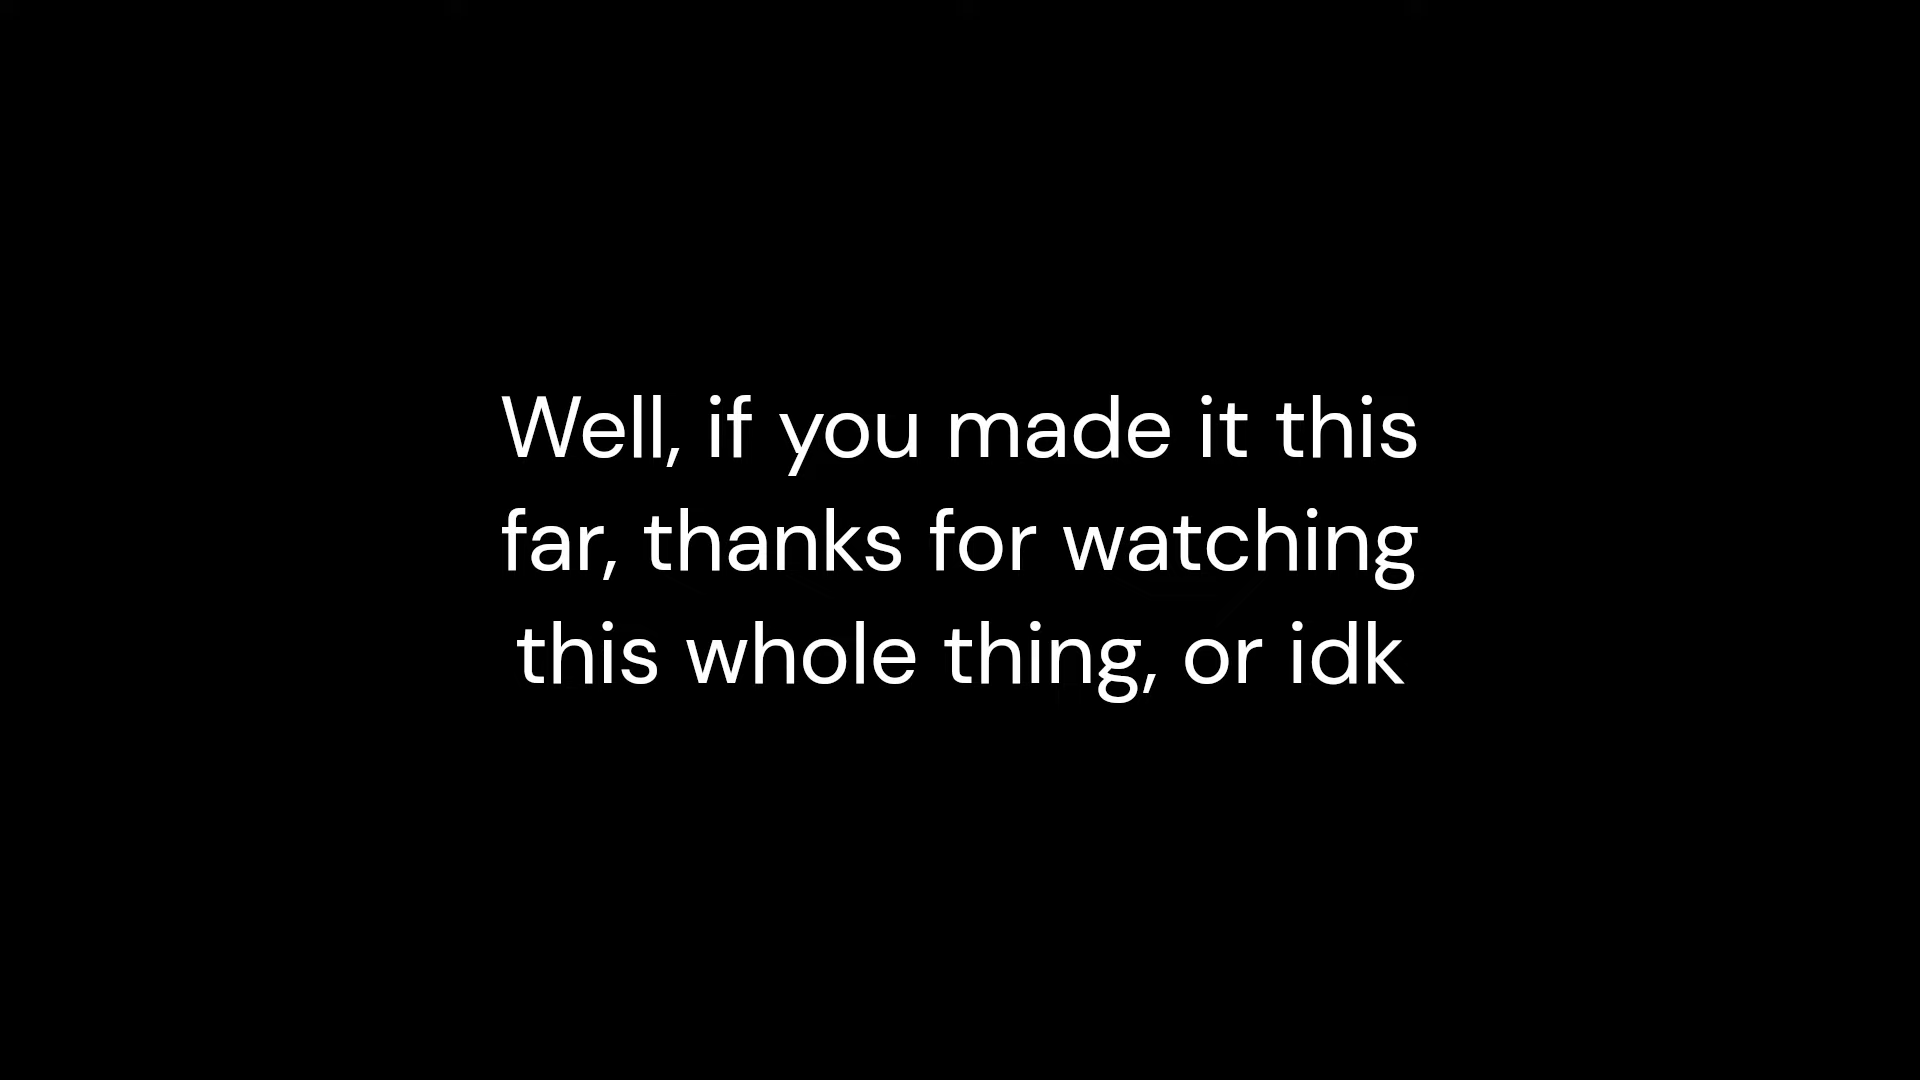 Well, if you made it this
far, thanks for watching
this whole thing, or idk